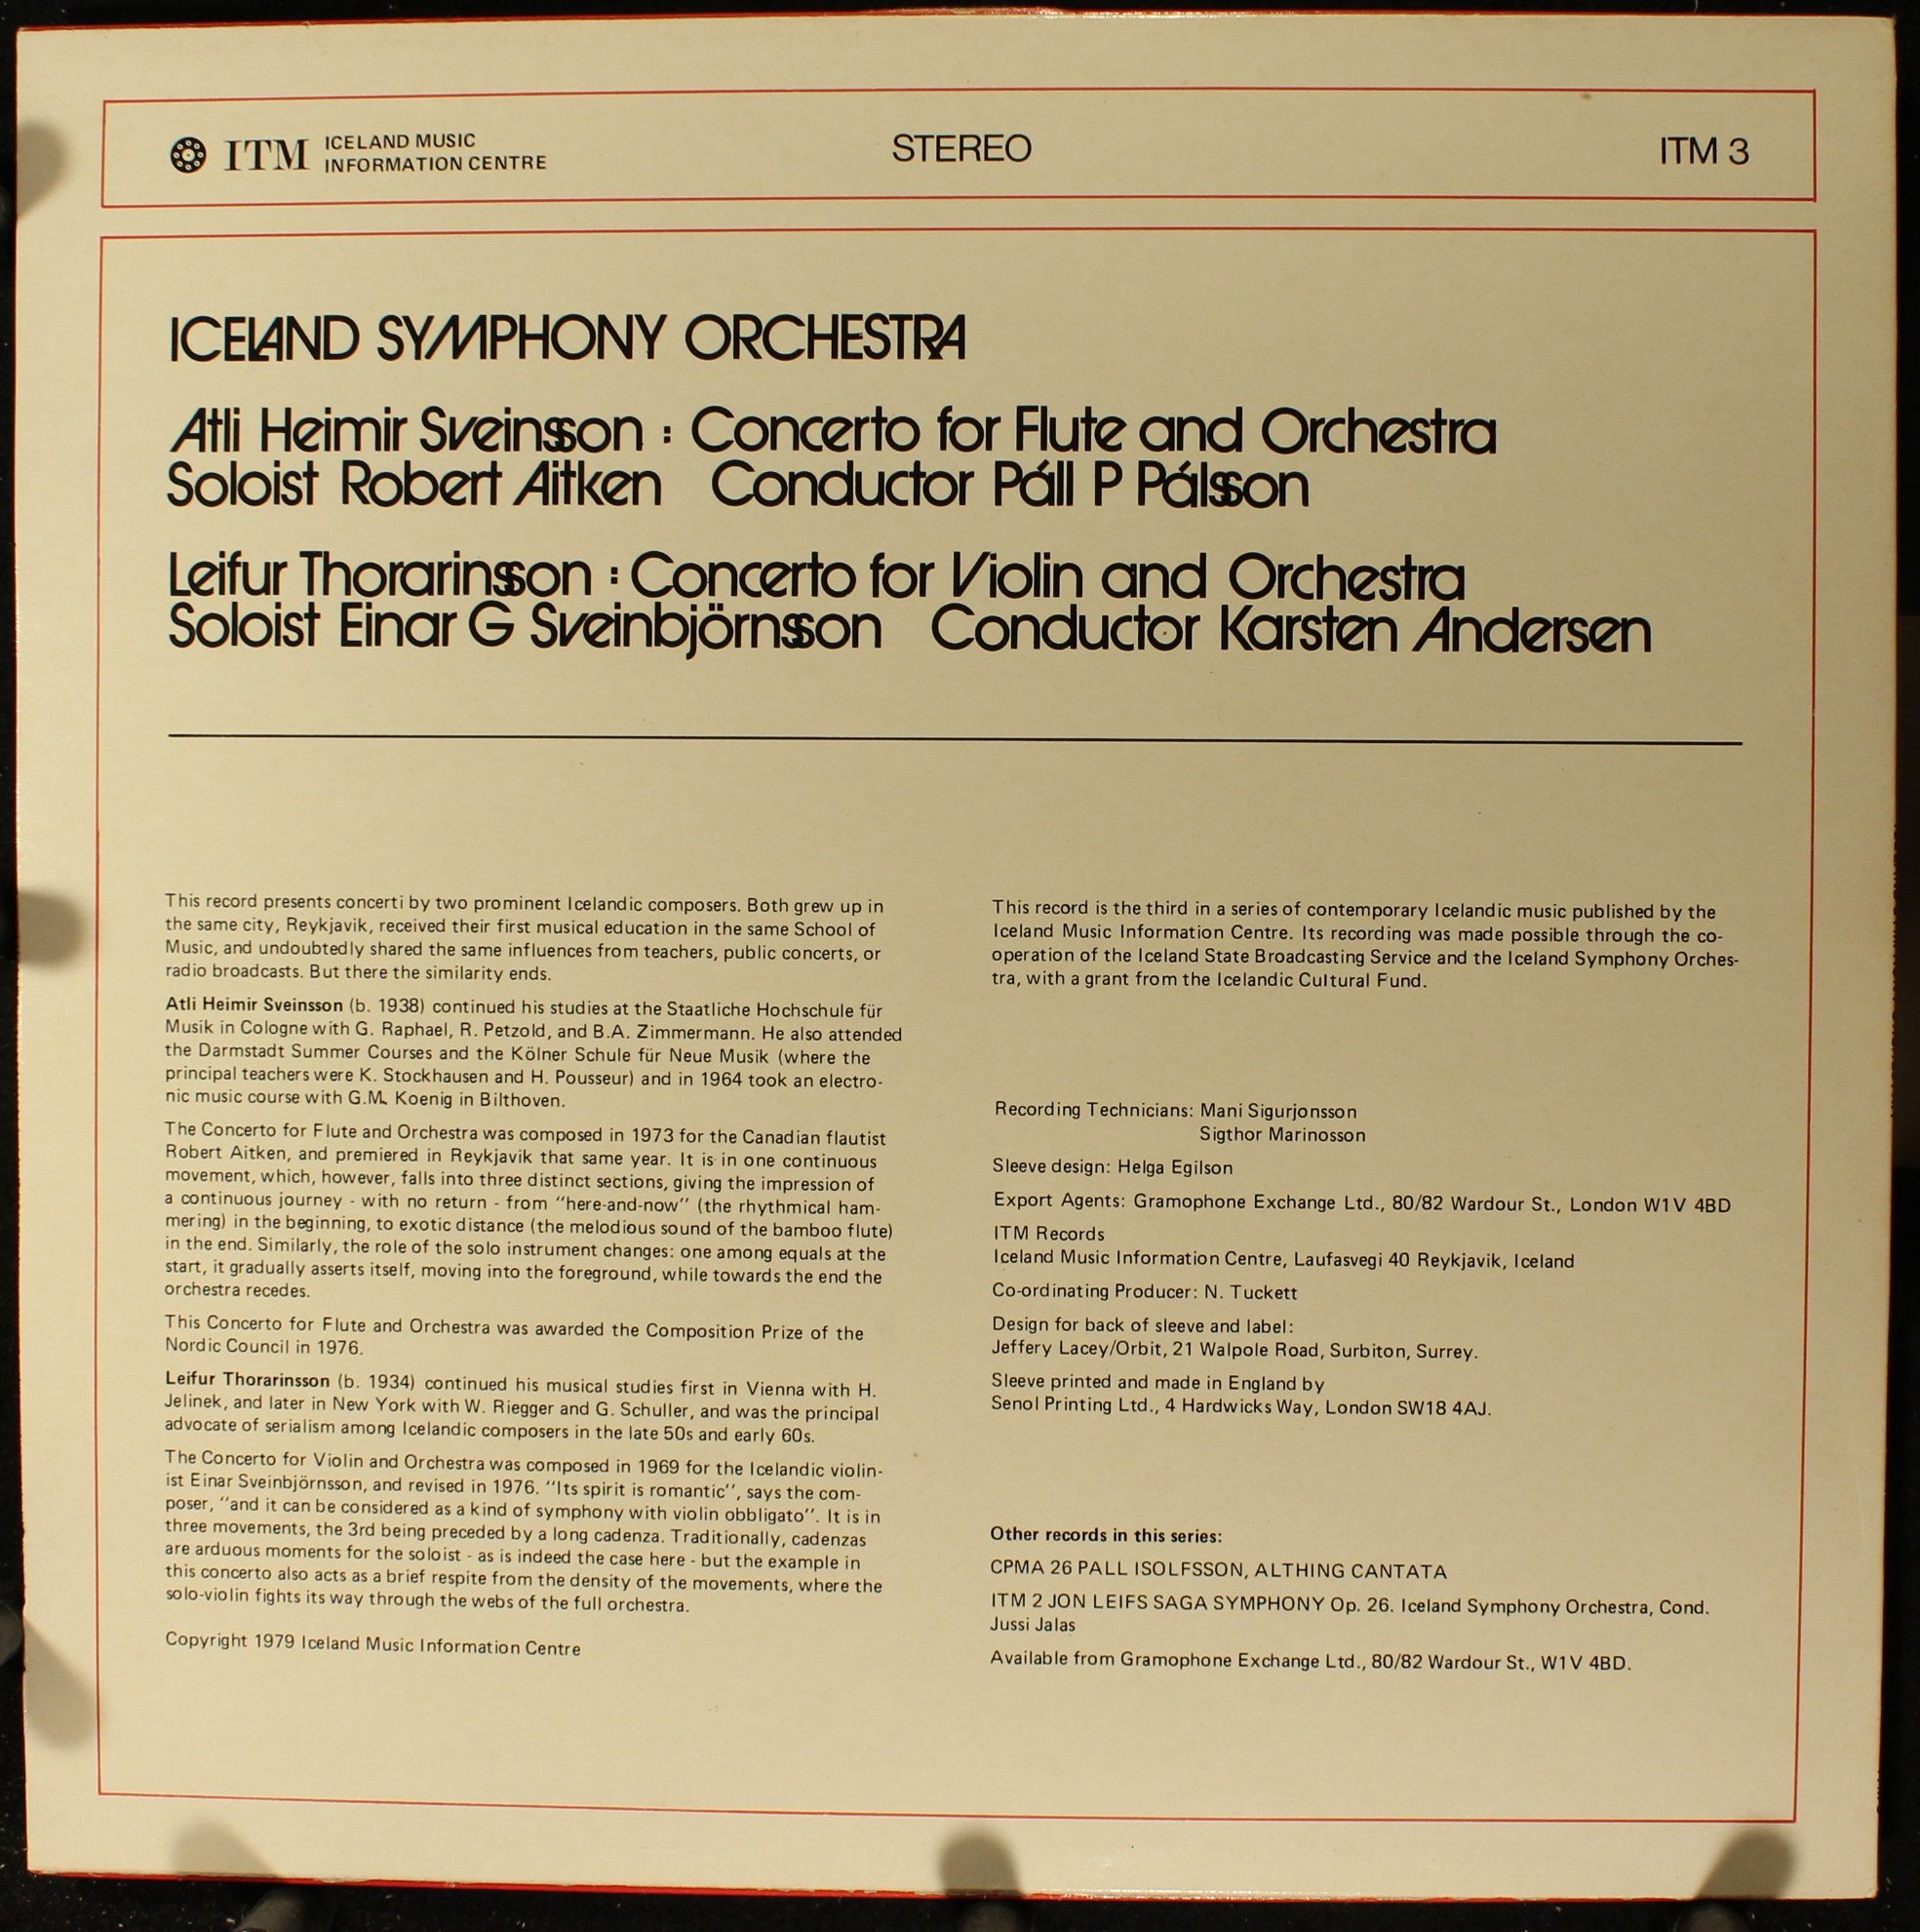 ITM ICELAND MUSIC
INFORMATION CENTRE
STEREO
ITM 3
ICELAND SYMPHONY ORCHESTRA
Atli Heimir Sveinsson : Concerto for Flute and Orchestra
Soloist Robert Aitken Conductor Páll P Pálsson
Leifur Thorarinsson : Concerto for Violin and Orchestra
Soloist Einar G Sveinbjörnsson Conductor Karsten Andersen
This record presents concerti by two prominent Icelandic composers. Both grew up in
the same city, Reykjavik, received their first musical education in the same School of
Music, and undoubtedly shared the same influences from teachers, public concerts, or
radio broadcasts. But there the similarity ends.
Atli Heimir Sveinsson (b. 1938) continued his studies at the Staatliche Hochschule für
Musik in Cologne with G. Raphael, R. Petzold, and B.A. Zimmermann. He also attended
the Darmstadt Summer Courses and the Kölner Schule für Neue Musik (where the
principal teachers were K. Stockhausen and H. Pousseur) and in 1964 took an electro-
nic music course with G.M. Koenig in Bilthoven.
The Concerto for Flute and Orchestra was composed in 1973 for the Canadian flautist
Robert Aitken, and premiered in Reykjavik that same year. It is in one continuous
movement, which, however, falls into three distinct sections, giving the impression of
a continuous journey - with no return - from "here-and-now" (the rhythmical ham-
mering) in the beginning, to exotic distance (the melodious sound of the bamboo flute)
in the end. Similarly, the role of the solo instrument changes: one among equals at the
start, it gradually asserts itself, moving into the foreground, while towards the end the
orchestra recedes.
This Concerto for Flute and Orchestra was awarded the Composition Prize of the
Nordic Council in 1976.
Leifur Thorarinsson (b. 1934) continued his musical studies first in Vienna with H.
Jelinek, and later in New York with W. Riegger and G. Schuller, and was the principal
advocate of serialism among Icelandic composers in the late 50s and early 60s.
The Concerto for Violin and Orchestra was composed in 1969 for the Icelandic violin-
ist Einar Sveinbjörnsson, and revised in 1976. "Its spirit is romantic", says the com-
poser, "and it can be considered as a kind of symphony with violin obbligato". It is in
three movements, the 3rd being preceded by a long cadenza. Traditionally, cadenzas
are arduous moments for the soloist - as is indeed the case here - but the example in
this concerto also acts as a brief respite from the density of the movements, where the
solo-violin fights its way through the webs of the full orchestra.
Copyright 1979 Iceland Music Information Centre
This record is the third in a series of contemporary Icelandic music published by the
Iceland Music Information Centre. Its recording was made possible through the co-
operation of the Iceland State Broadcasting Service and the Iceland Symphony Orches-
tra, with a grant from the Icelandic Cultural Fund.
Recording Technicians: Mani Sigurjonsson
Sigthor Marinosson
Sleeve design: Helga Egilson
Export Agents: Gramophone Exchange Ltd., 80/82 Wardour St., London W1V 4BD
ITM Records
Iceland Music Information Centre, Laufasvegi 40 Reykjavik, Iceland
Co-ordinating Producer: N. Tuckett
Design for back of sleeve and label:
Jeffery Lacey/Orbit, 21 Walpole Road, Surbiton, Surrey.
Sleeve printed and made in England by
Senol Printing Ltd., 4 Hardwicks Way, London SW18 4AJ.
Other records in this series:
CPMA 26 PALL ISOLFSSON, ALTHING CANTATA
ITM 2 JON LEIFS SAGA SYMPHONY Op. 26. Iceland Symphony Orchestra, Cond.
Jussi Jalas
Available from Gramophone Exchange Ltd., 80/82 Wardour St., W1V 4BD.